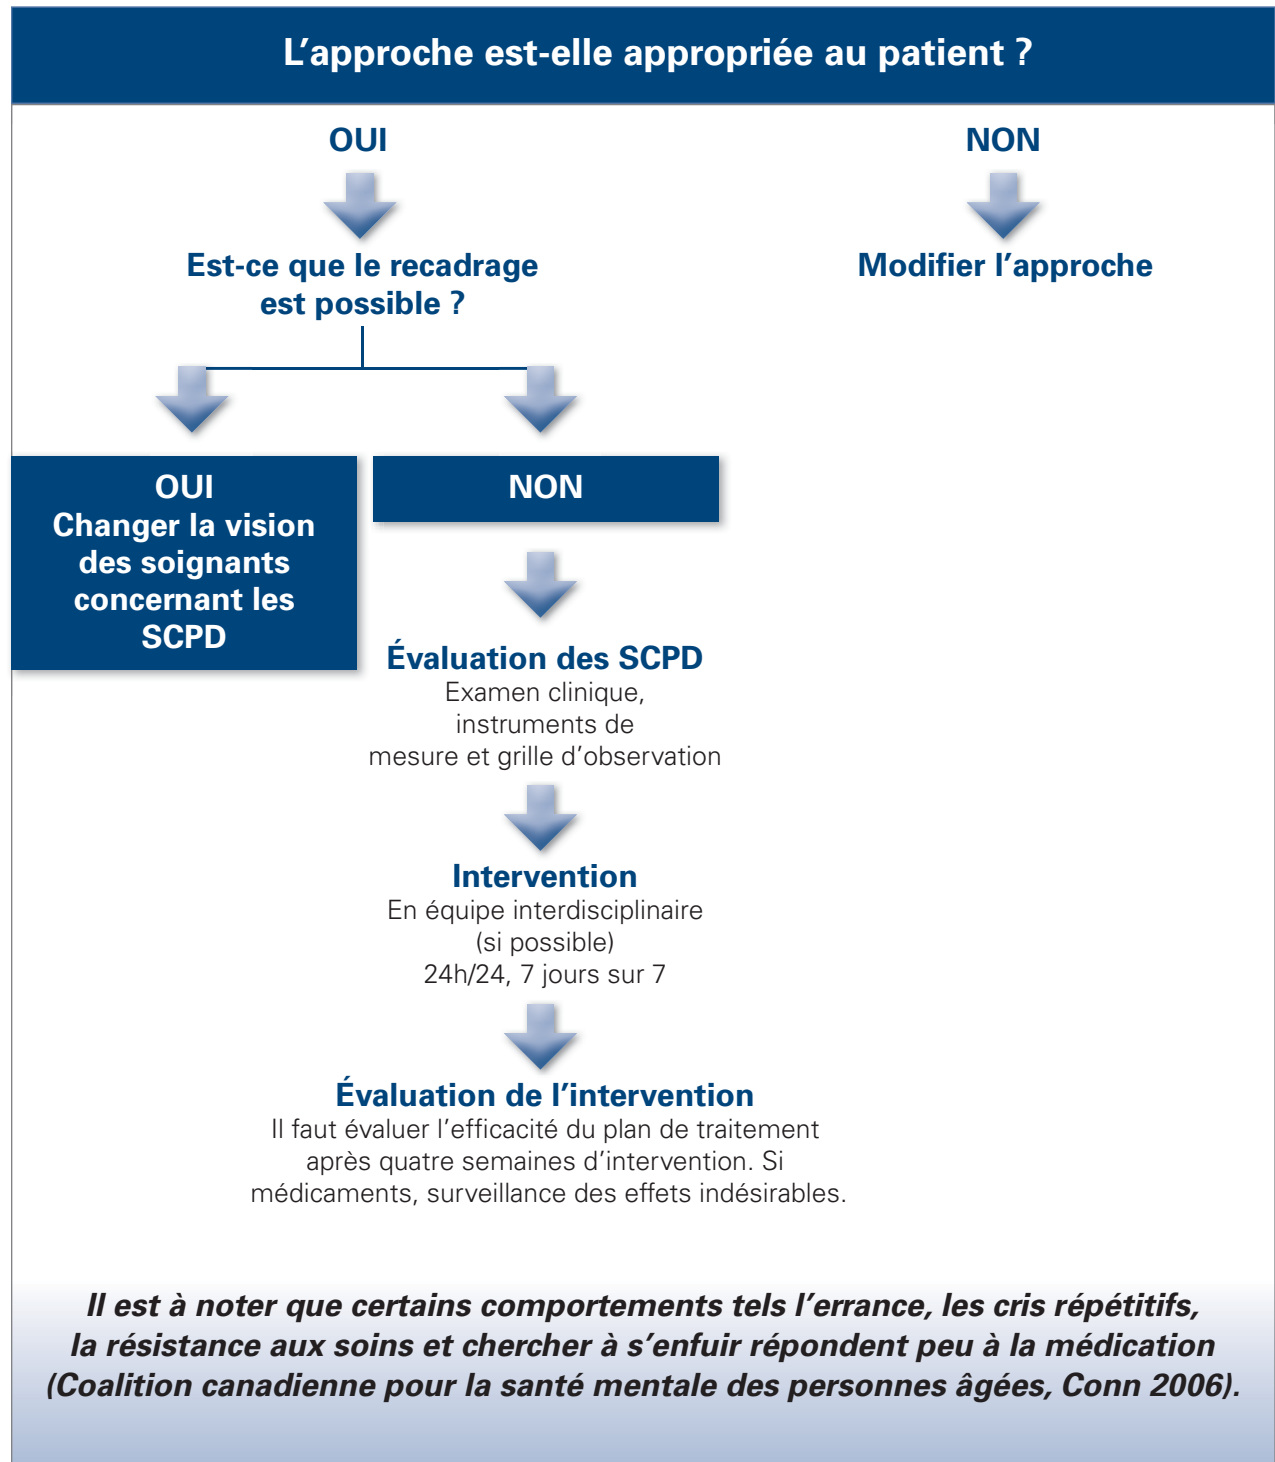 L’approche est-elle appropriée au patient ?
OUI
NON
Est-ce que le recadrage
est possible ?
Modifier l’approche
OUI
Changer la vision
des soignants
concernant les
SCPD
NON
Évaluation des SCPD
Examen clinique,
instruments de
mesure et grille d’observation
Intervention
En équipe interdisciplinaire
(si possible)
24h/24, 7 jours sur 7
Évaluation de l’intervention
Il faut évaluer l’efficacité du plan de traitement
après quatre semaines d’intervention. Si
médicaments, surveillance des effets indésirables.
Il est à noter que certains comportements tels l’errance, les cris répétitifs,
la résistance aux soins et chercher à s’enfuir répondent peu à la médication
(Coalition canadienne pour la santé mentale des personnes âgées, Conn 2006).